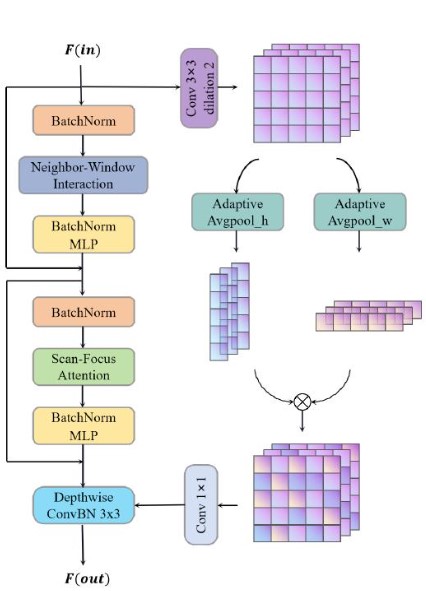 F(in)
Conv 3×3
dilation 2
BatchNorm
Neighbor-Window
Interaction
BatchNorm
MLP
Adaptive
Avgpool_h
Adaptive
Avgpool_w
BatchNorm
Scan-Focus
Attention
BatchNorm
MLP
Depthwise
ConvBN 3x3
Conv 1×1
F(out)